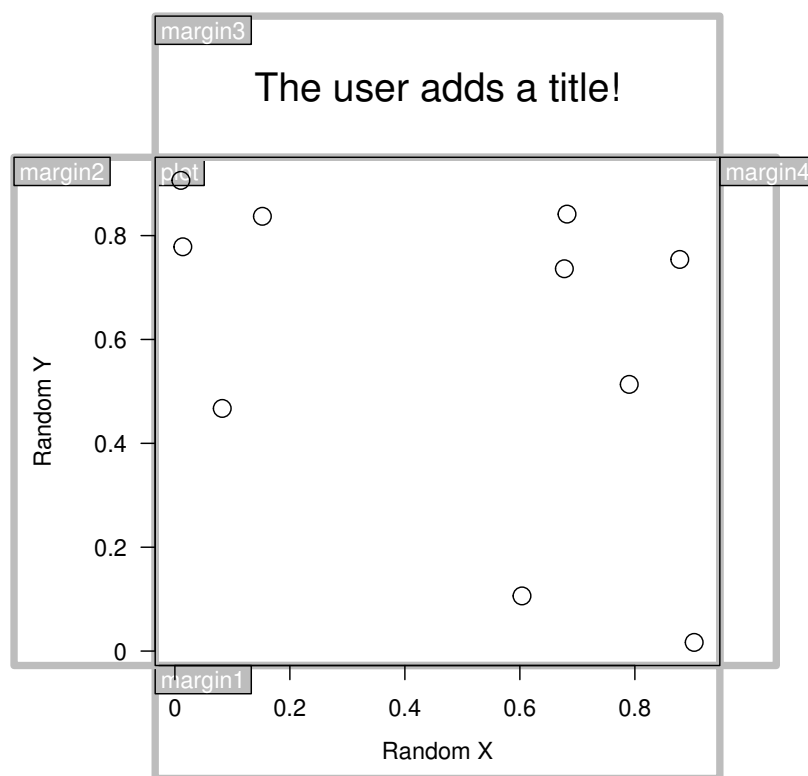 margin3
The user adds a title!
margin2
plot
margin4
0.8
0.6
Random Y
0.4
0.2
0
margin1
0
0.2
0.4
0.6
0.8
Random X